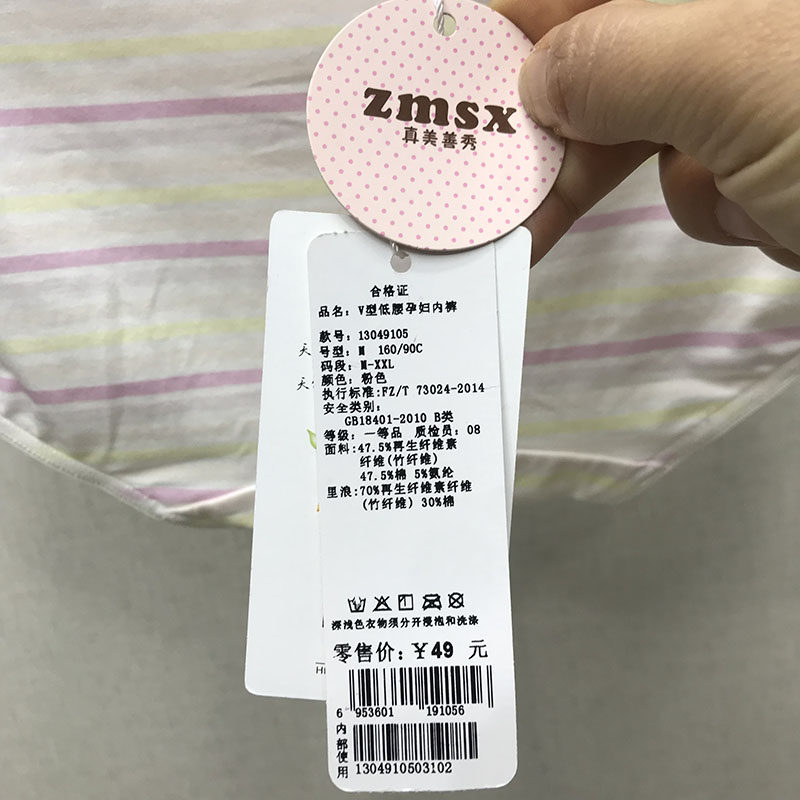 zmsx
真美善秀
合格证
品名：V型低腰孕妇内裤
款号：13049105
号型：M 160/90C
码段：M-XXL
颜色：粉色
执行标准:FZ/T 73024-2014
安全类别：
GB18401-2010 B类
等级：一等品 质检员：08
面料:47.5%再生纤维素
纤维(竹纤维)
47.5%棉 5%氨纶
里浪:70%再生纤维素纤维
(竹纤维) 30%棉
深浅色衣物须分开浸泡和洗涤
零售价：￥49 元
6 953601 191056
内部使用
1304910503102
天
天